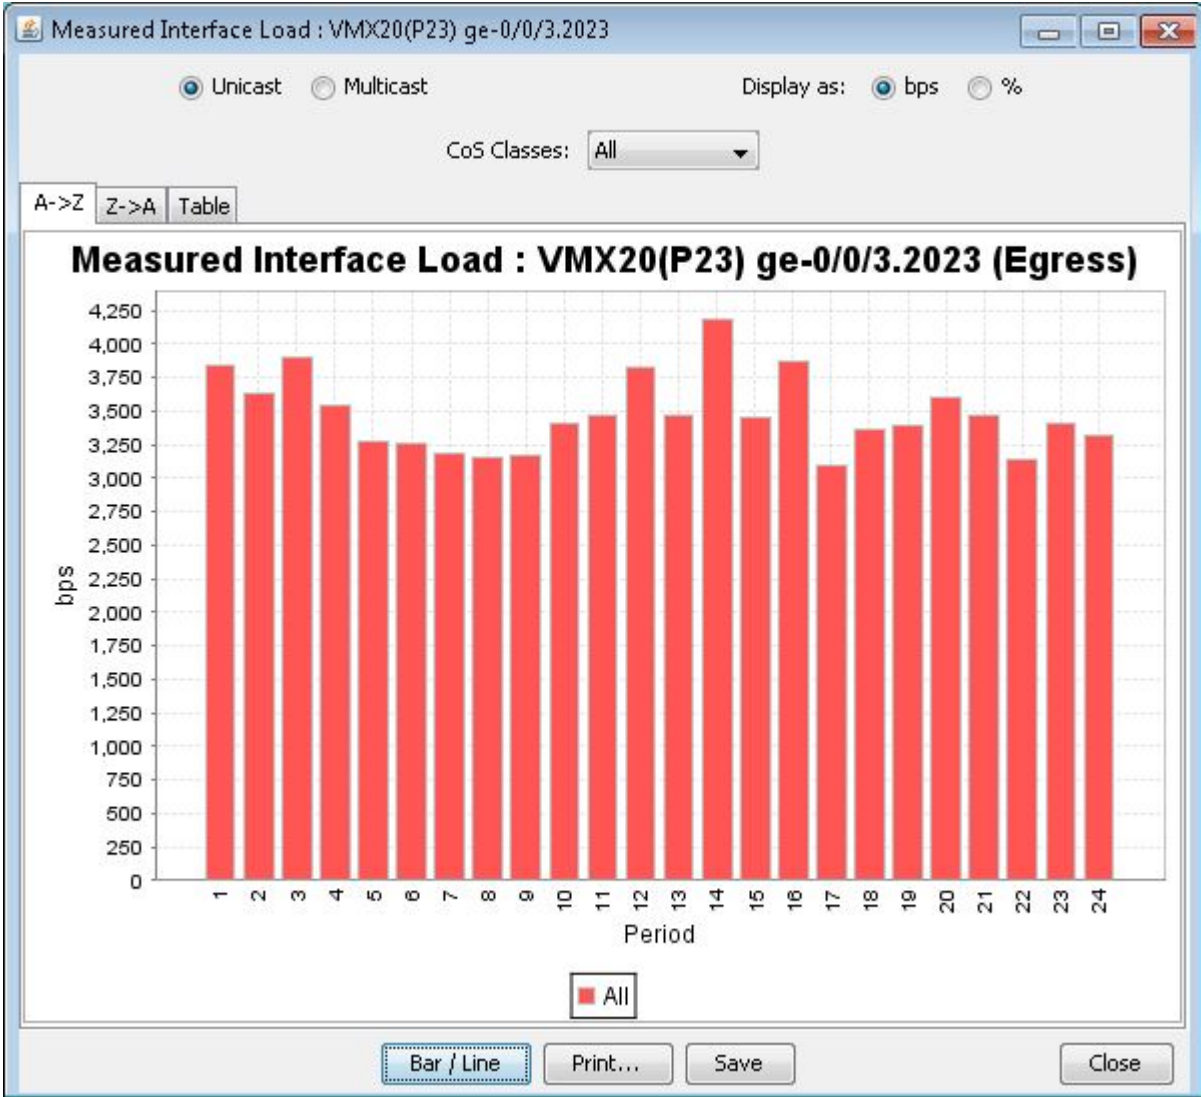 Measured Interface Load : VMX20(P23) ge-0/0/3.2023
Unicast Multicast Display as: bps %
CoS Classes: All
A->Z Z->A Table
Measured Interface Load : VMX20(P23) ge-0/0/3.2023 (Egress)
4,250
4,000
3,750
3,500
3,250
3,000
2,750
2,500
2,250
2,000
1,750
1,500
1,250
1,000
750
500
250
0
bps
1 2 3 4 5 6 7 8 9 10 11 12 13 14 15 16 17 18 19 20 21 22 23 24
Period
All
Bar / Line Print... Save Close